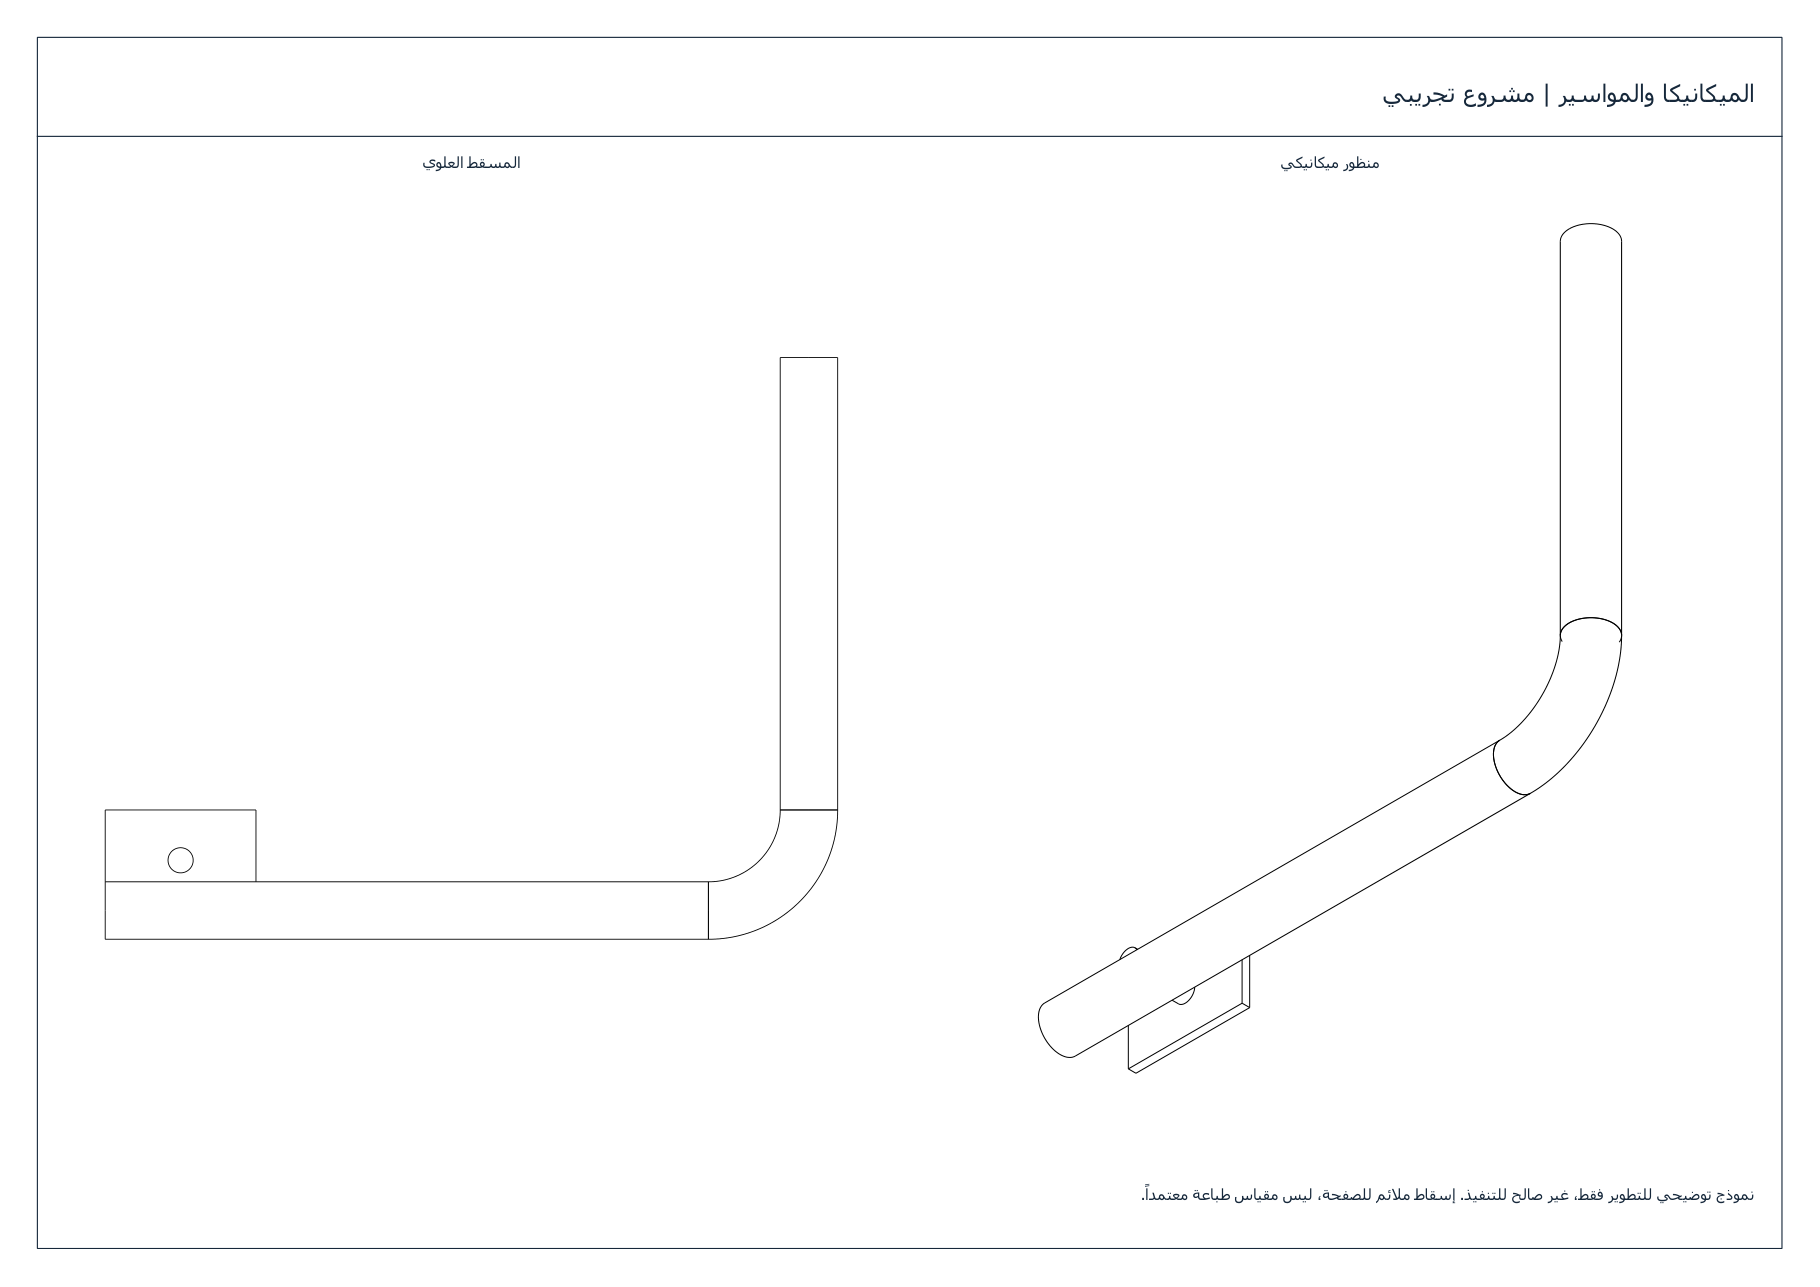 الميكانيكا والمواسير | مشروع تجريبي
منظور ميكانيكي
المسقط العلوي
نموذج توضيحي للتطوير فقط، غير صالح للتنفيذ. إسقاط ملائم للصفحة، ليس مقياس طباعة معتمداً.